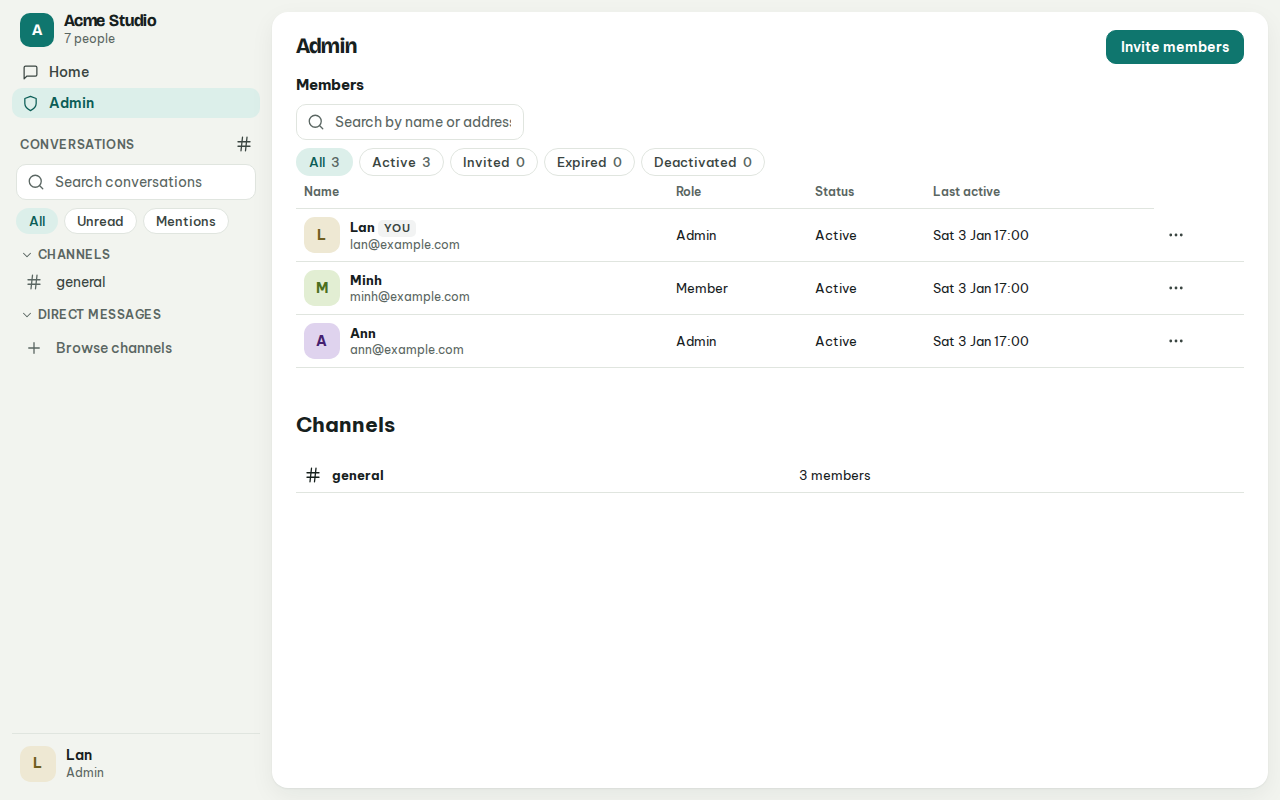 A
Acme Studio
7 people
Home
Admin
CONVERSATIONS
Search conversations
All
Unread
Mentions
CHANNELS
general
DIRECT MESSAGES
Browse channels
L
Lan
Admin
Admin
Invite members
Members
Search by name or addres
All 3
Active 3
Invited 0
Expired 0
Deactivated 0
Name Role Status Last active
L
Lan YOU
lan@example.com
Admin Active Sat 3 Jan 17:00
M
Minh
minh@example.com
Member Active Sat 3 Jan 17:00
A
Ann
ann@example.com
Admin Active Sat 3 Jan 17:00
Channels
general 3 members